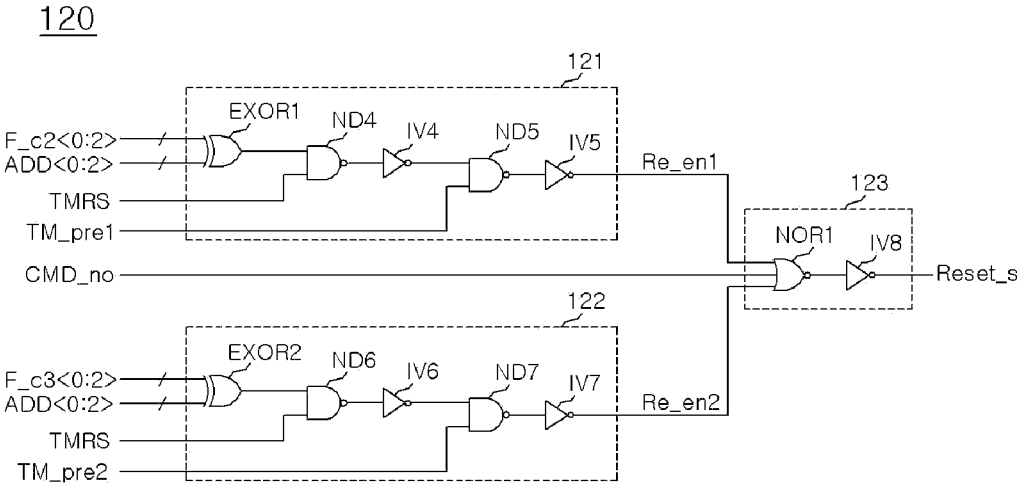 120
121
EXOR1
ND4
IV4
ND5
IV5
F_c2<0:2>
ADD<0:2>
TMRS
TM_pre1
Re_en1
123
NOR1
IV8
CMD_no
Reset_s
122
EXOR2
ND6
IV6
ND7
IV7
F_c3<0:2>
ADD<0:2>
TMRS
TM_pre2
Re_en2